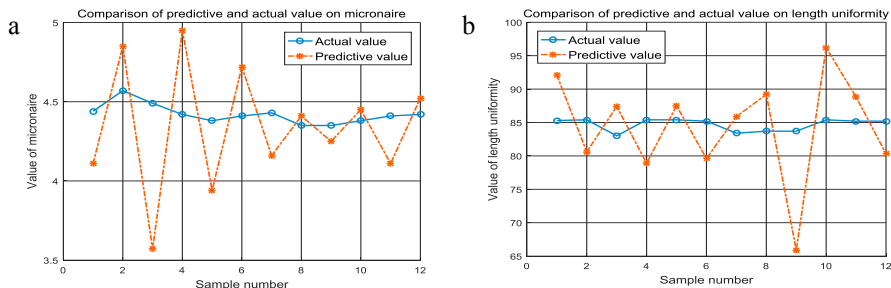 a
Comparison of predictive and actual value on micronaire
Actual value
Predictive value
Value of micronaire
5
4.5
4
3.5
0 2 4 6 8 10 12
Sample number
b
Comparison of predictive and actual value on length uniformity
Actual value
Predictive value
Value of length uniformity
100
95
90
85
80
75
70
65
0 2 4 6 8 10 12
Sample number